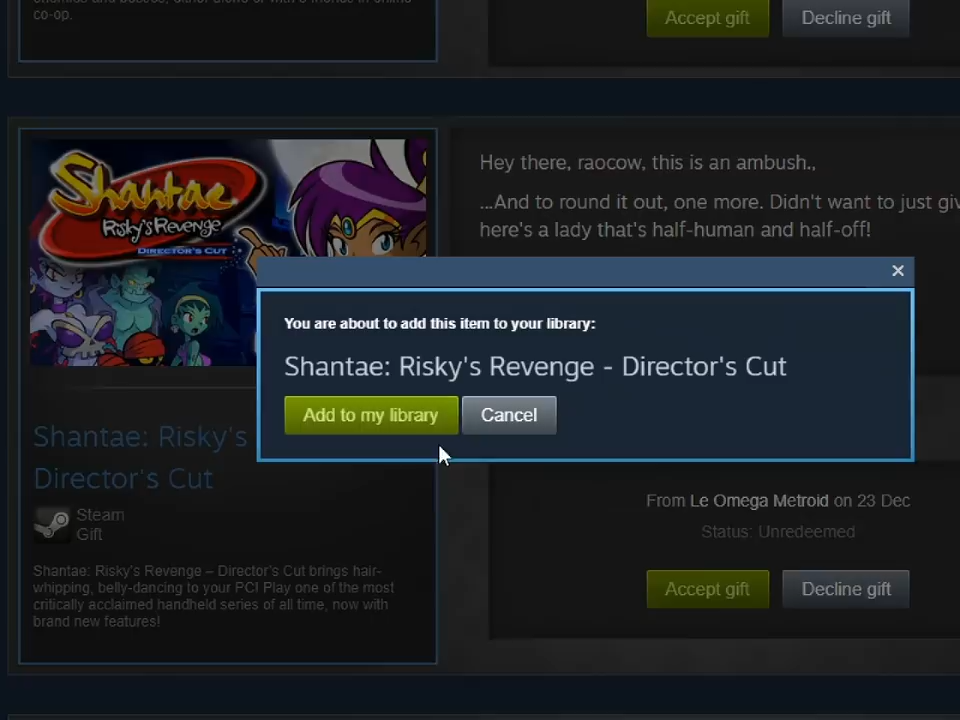 co-op.
Accept gift
Decline gift
Shantae
Risky's Revenge
DIRECTOR'S CUT
Hey there, raocow, this is an ambush.,
...And to round it out, one more. Didn't want to just giv
here's a lady that's half-human and half-off!
You are about to add this item to your library:
Shantae: Risky's Revenge - Director's Cut
Add to my library
Cancel
Shantae: Risky's
Director's Cut
Steam
Gift
Shantae: Risky's Revenge – Director's Cut brings hair-
whipping, belly-dancing to your PC! Play one of the most
critically acclaimed handheld series of all time, now with
brand new features!
From Le Omega Metroid on 23 Dec
Status: Unredeemed
Accept gift
Decline gift